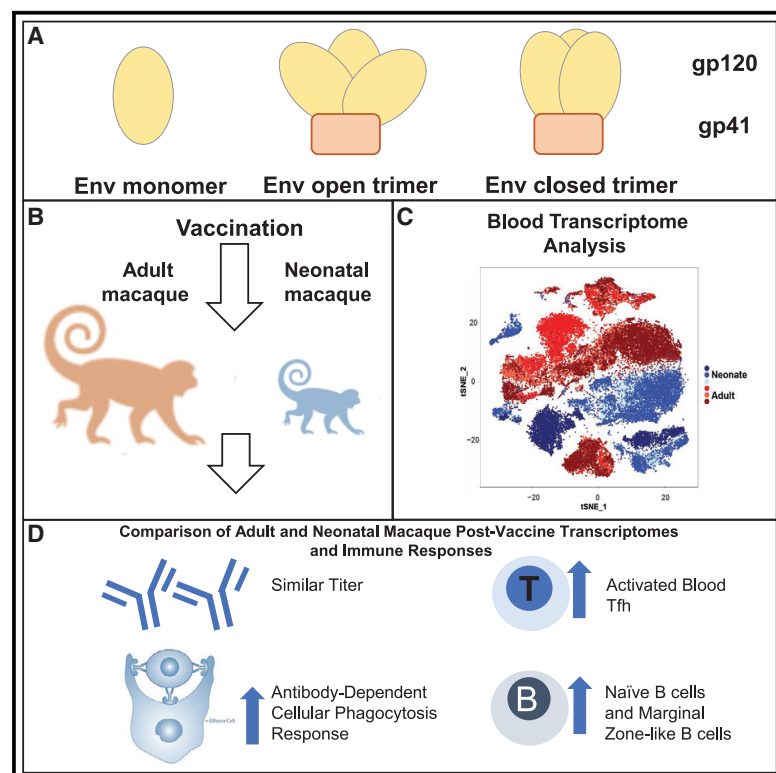 A
gp120
gp41
Env monomer
Env open trimer
Env closed trimer
B
Vaccination
Adult
macaque
Neonatal
macaque
C
Blood Transcriptome
Analysis
tSNE_2
20
0
−20
−20
0
20
tSNE_1
Neonate
Adult
D
Comparison of Adult and Neonatal Macaque Post-Vaccine Transcriptomes
and Immune Responses
Similar Titer
T
Activated Blood
Tfh
Effector Cell
Antibody-Dependent
Cellular Phagocytosis
Response
B
Naïve B cells
and Marginal
Zone-like B cells